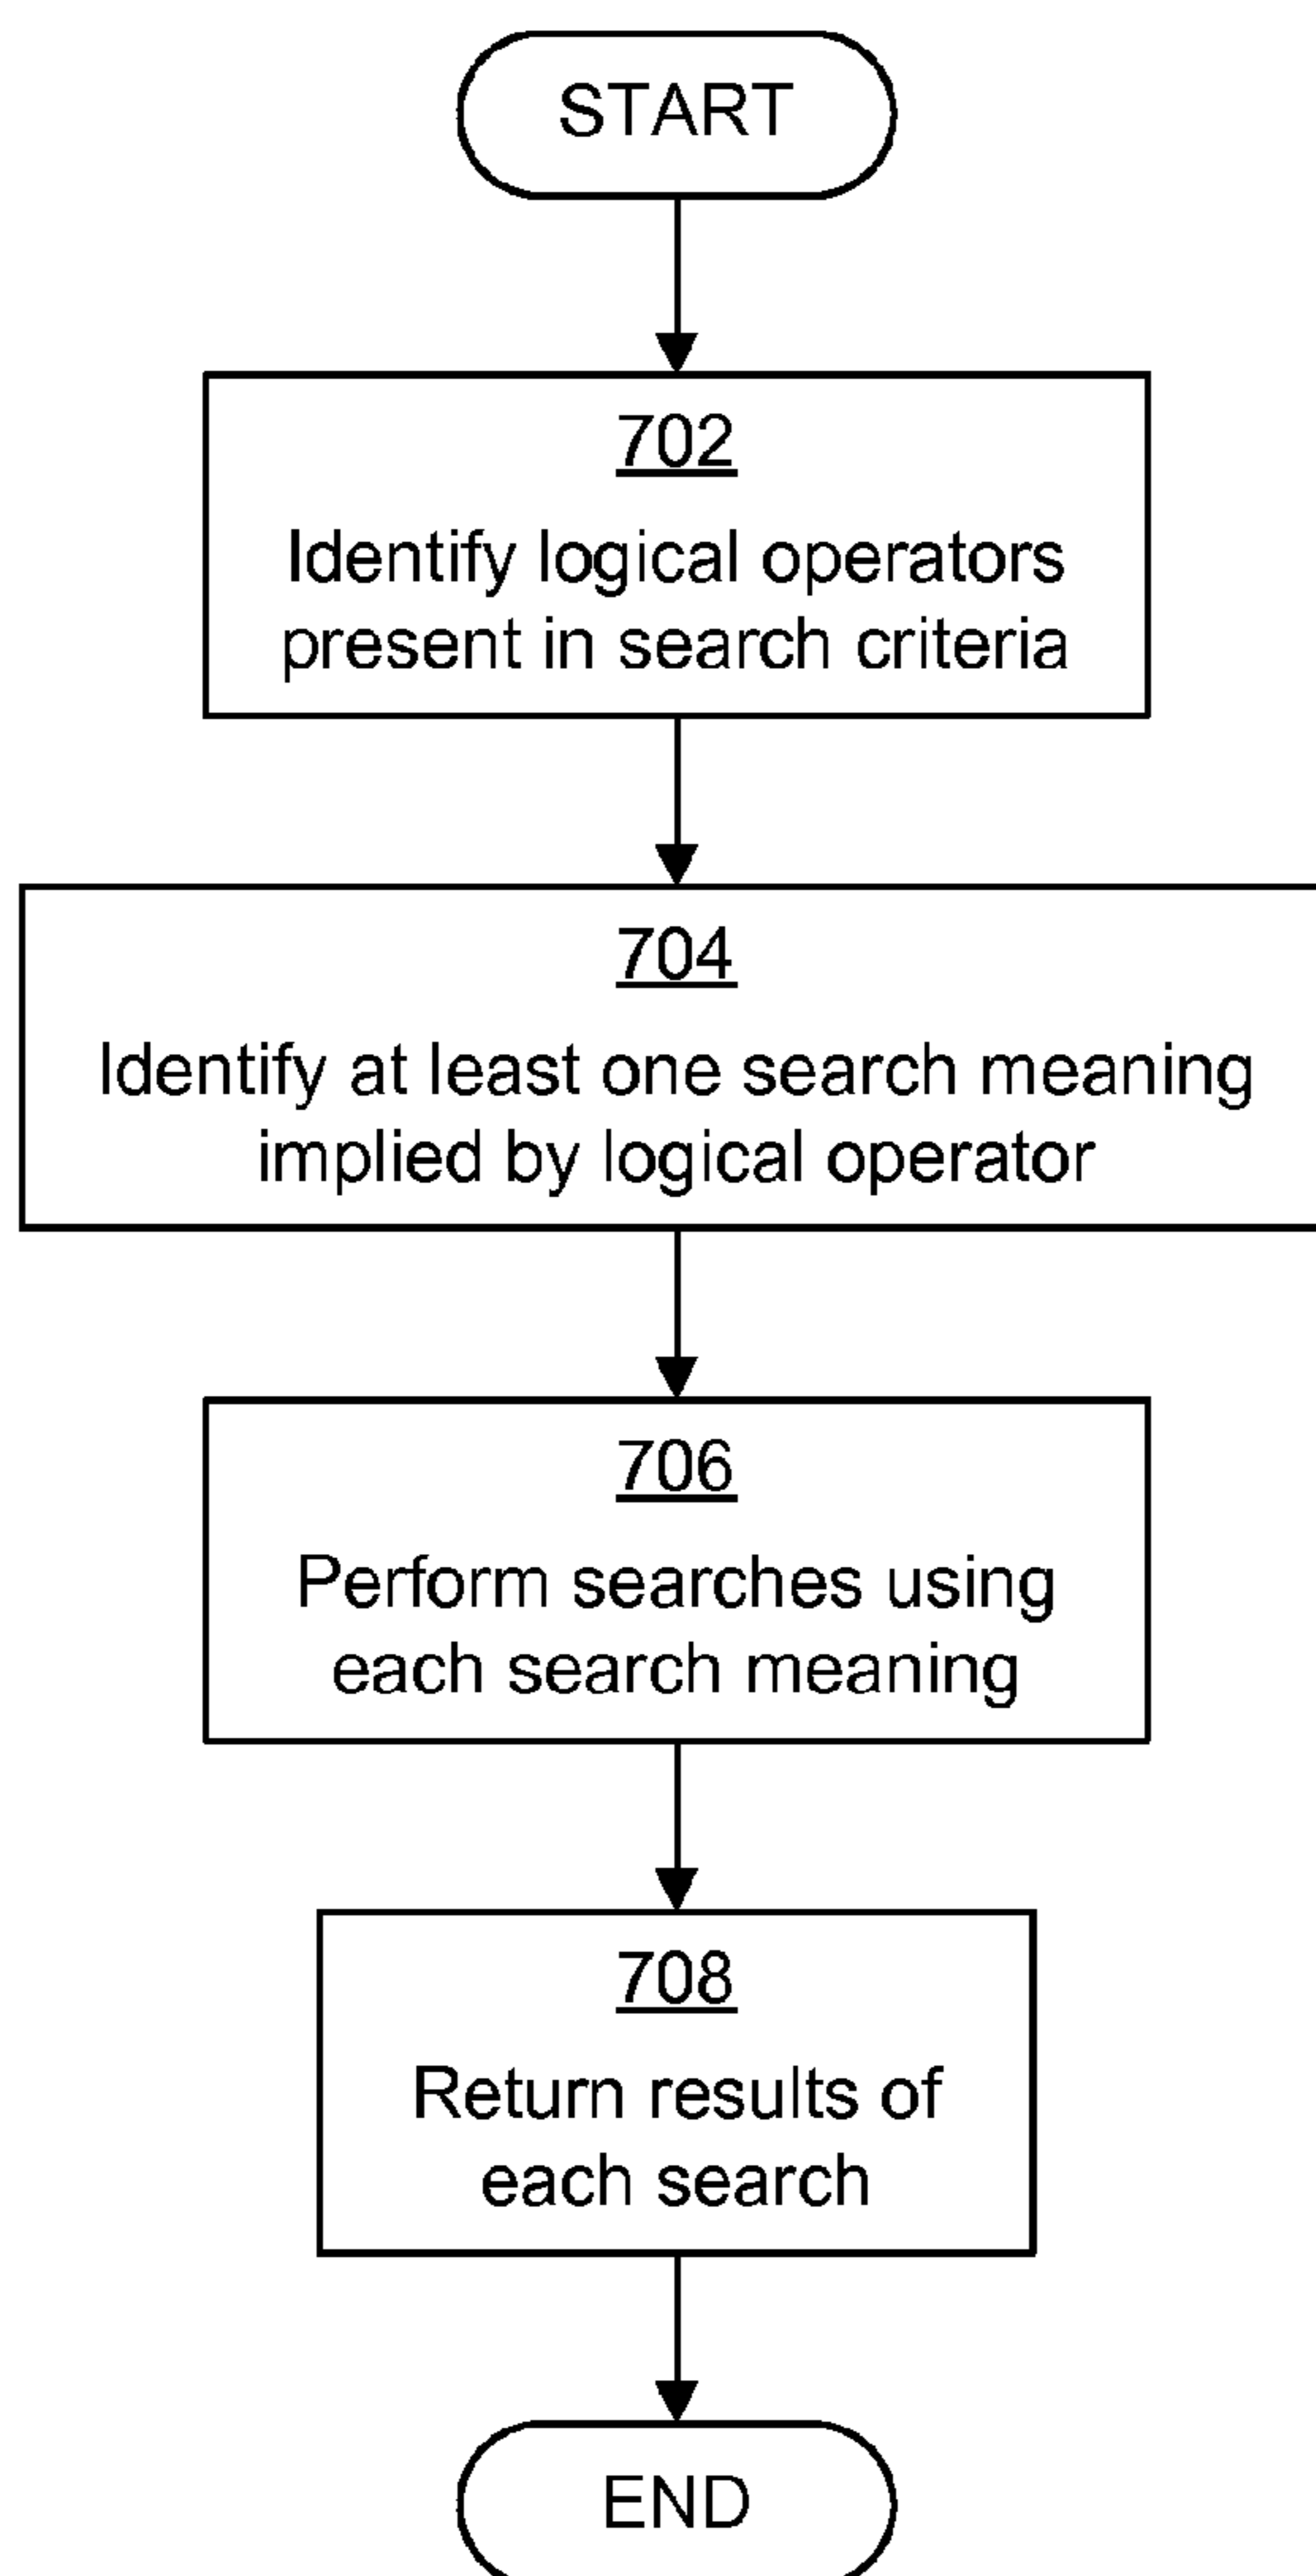 START
702
Identify logical operators
present in search criteria
704
Identify at least one search meaning
implied by logical operator
706
Perform searches using
each search meaning
708
Return results of
each search
END